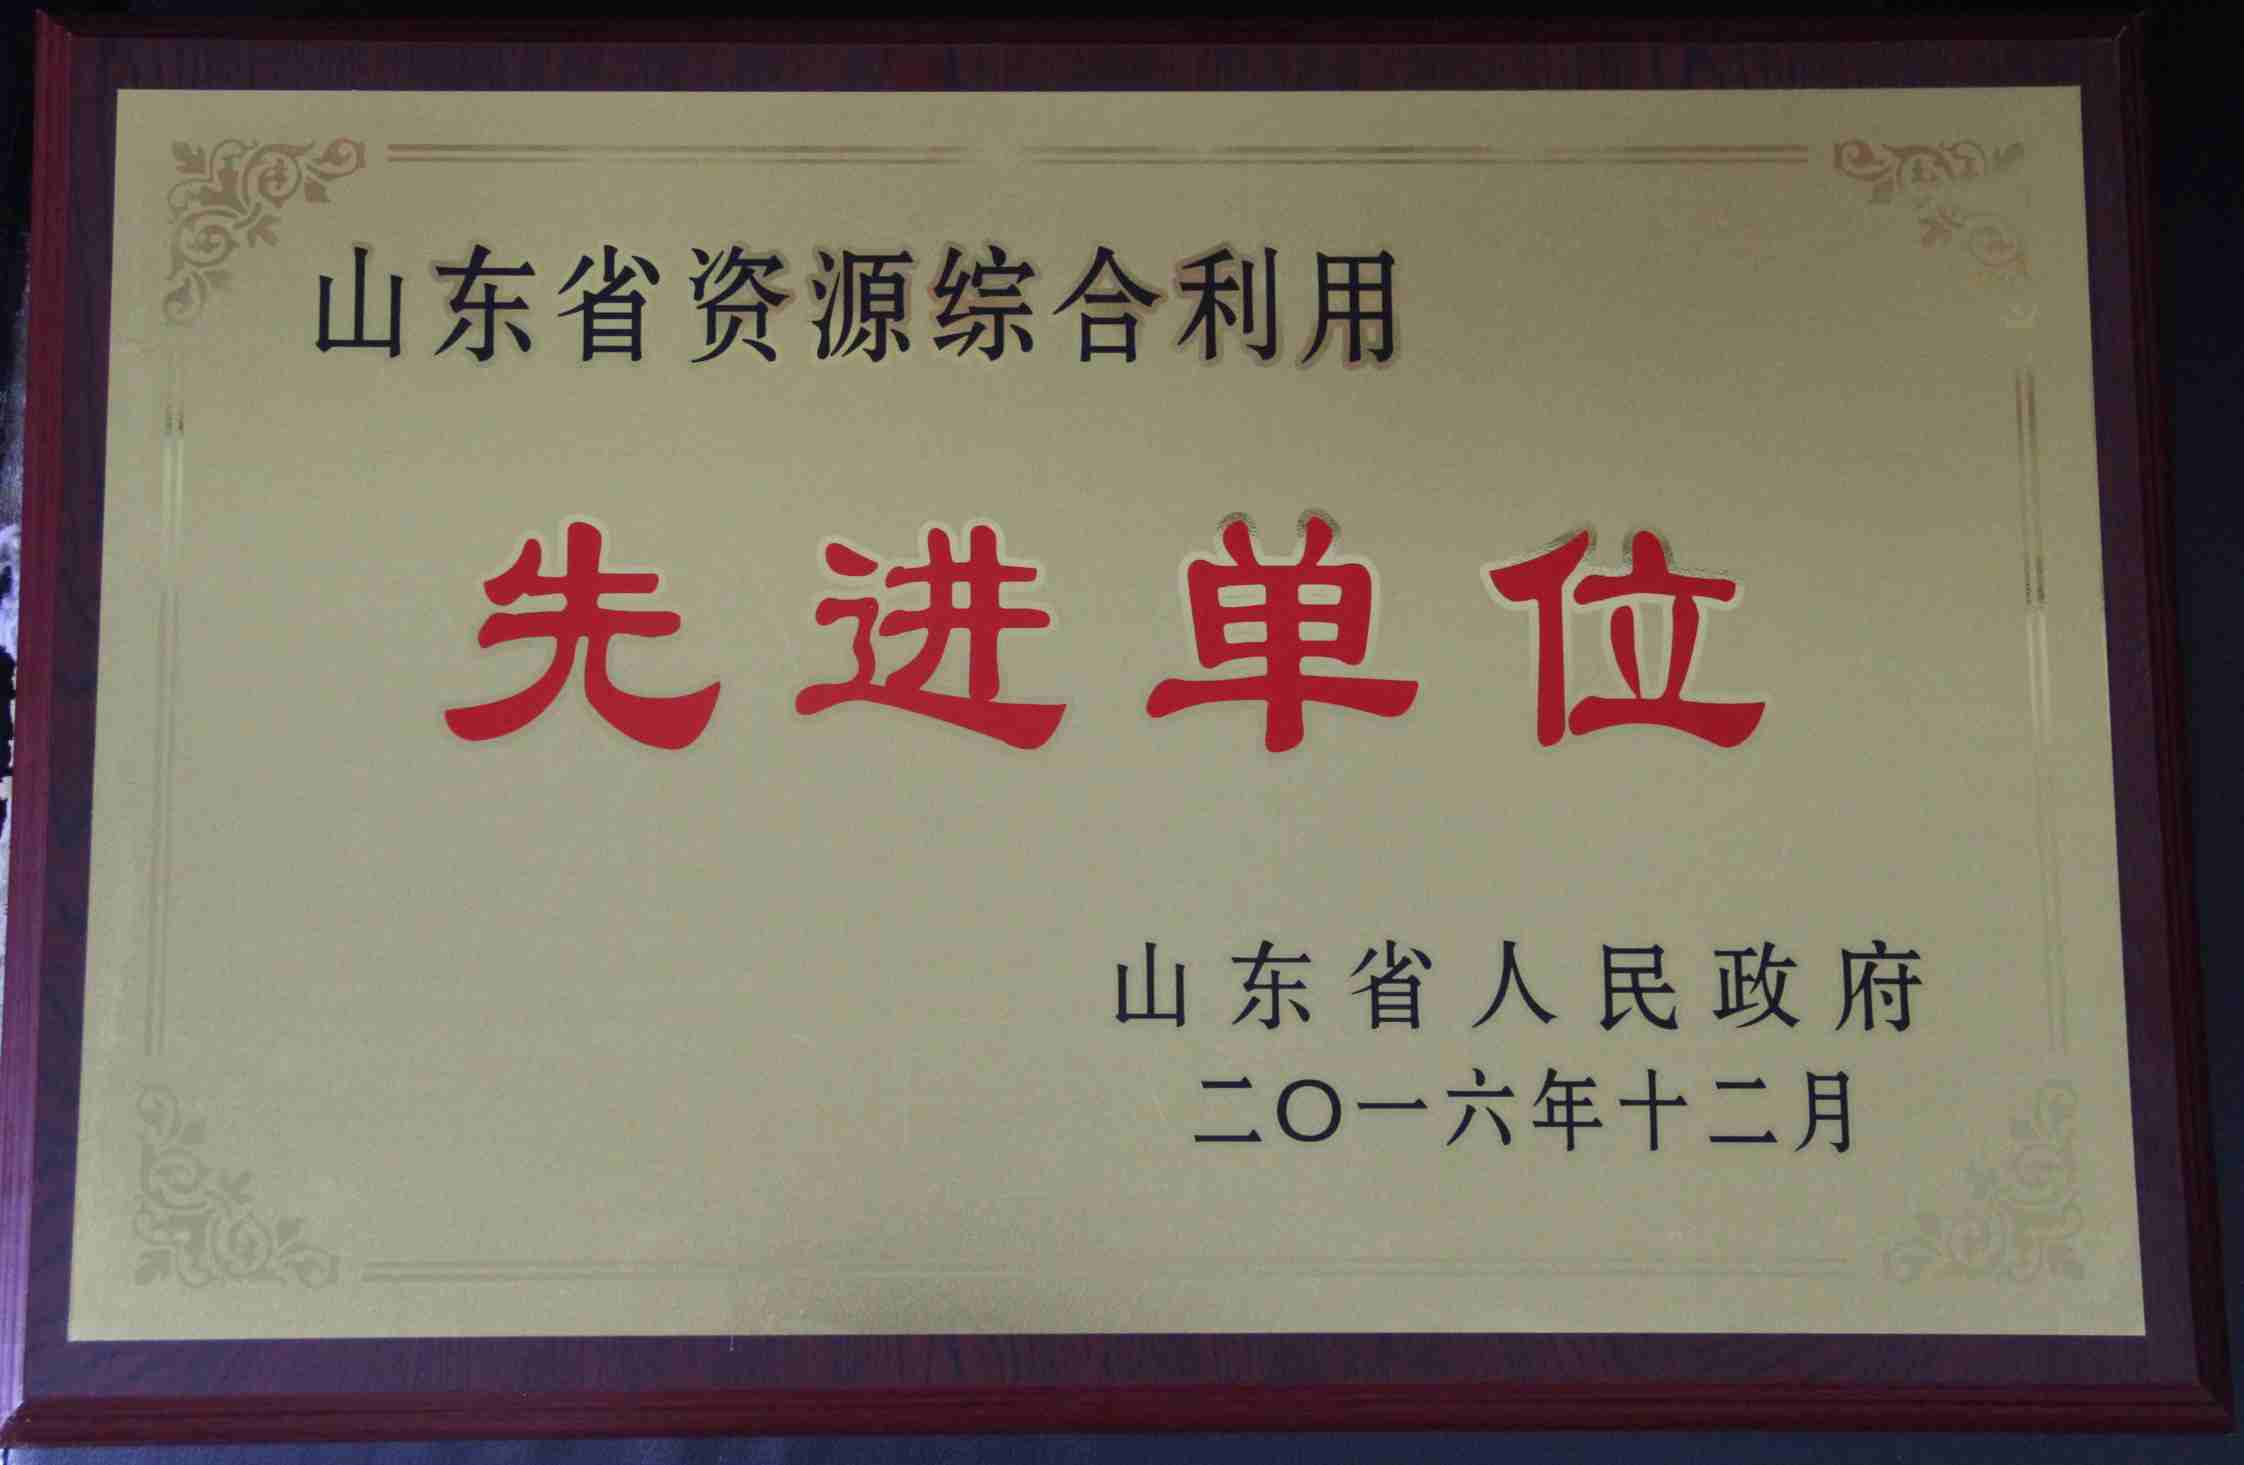 山东省资源综合利用
先进单位
山东省人民政府
二〇一六年十二月